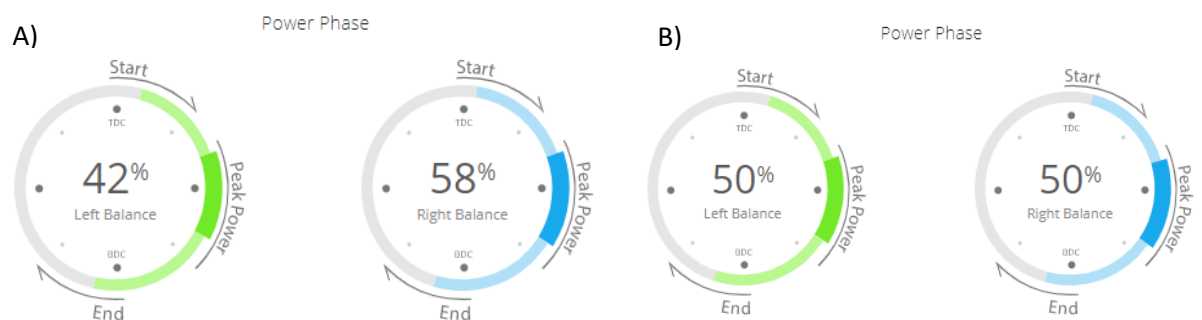 A)
Power Phase
Start
TDC
42%
Left Balance
BDC
Peak Power
End
Start
TDC
58%
Right Balance
BDC
Peak Power
End
B)
Power Phase
Start
TDC
50%
Left Balance
BDC
Peak Power
End
Start
TDC
50%
Right Balance
BDC
Peak Power
End